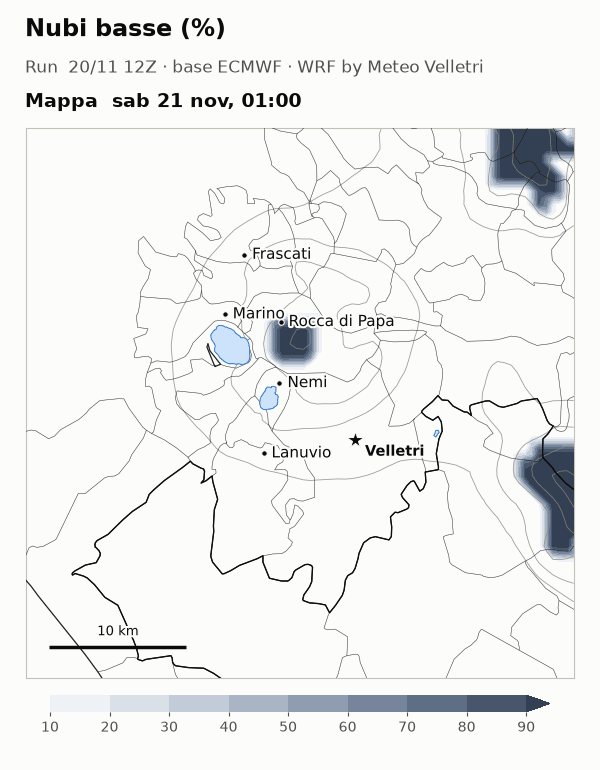 Nubi basse (%)
Run  20/11 12Z · base ECMWF · WRF by Meteo Velletri
Mappa  sab 21 nov, 01:00
Frascati
Marino
Rocca di Papa
Nemi
Velletri
Lanuvio
10 km
10 20 30 40 50 60 70 80 90